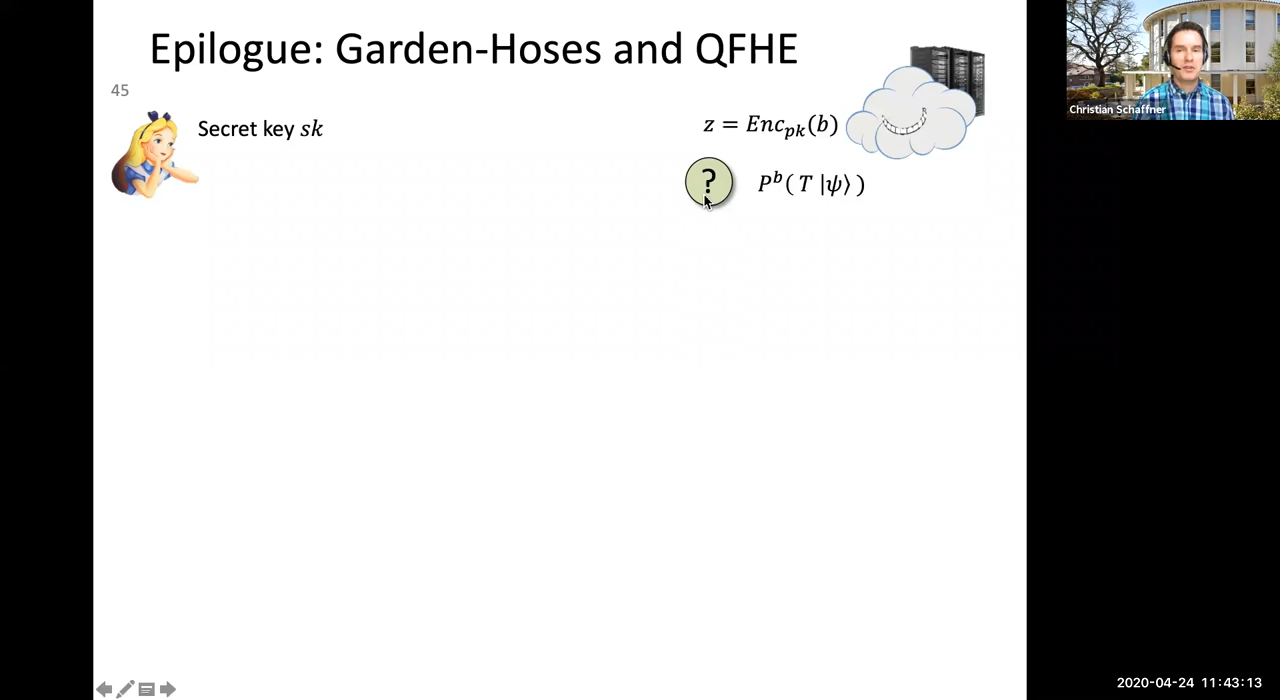 Epilogue: Garden-Hoses and QFHE
45
Secret key sk
z = Enc_pk(b)
? P^b( T |ψ⟩ )
Christian Schaffner
2020-04-24 11:43:13